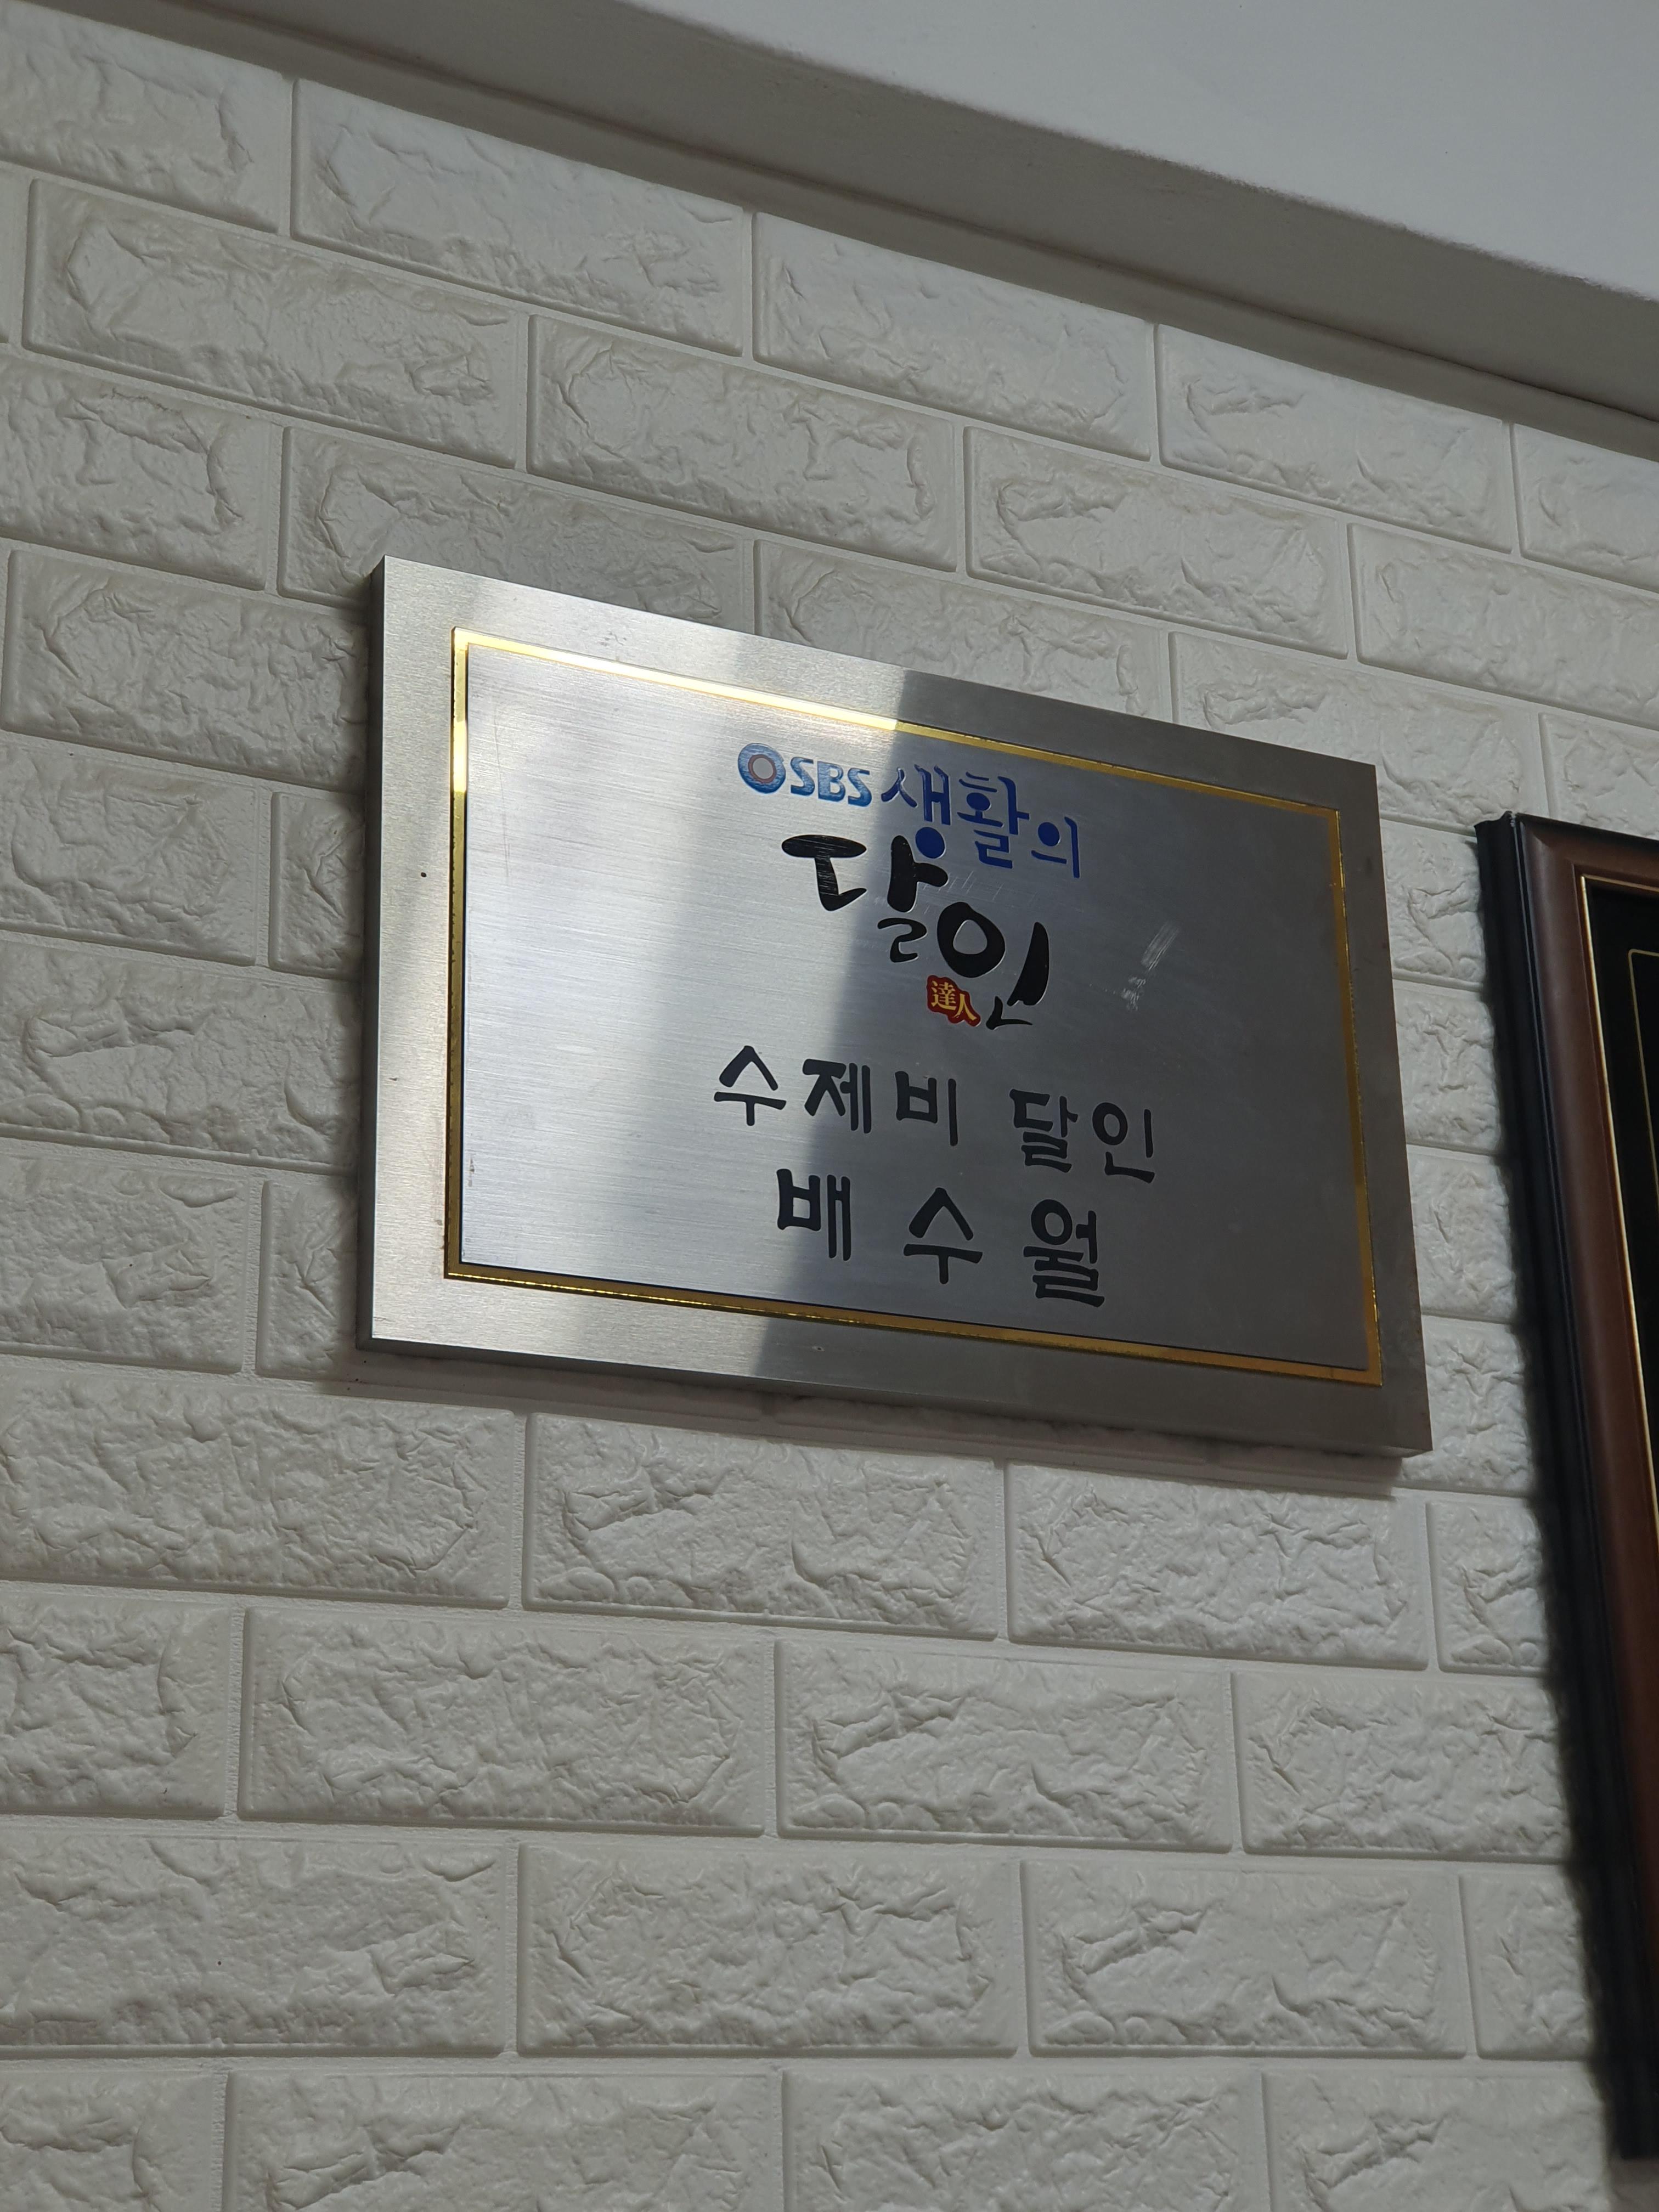 SBS 생활의
달인
達人
수제비 달인
배수월